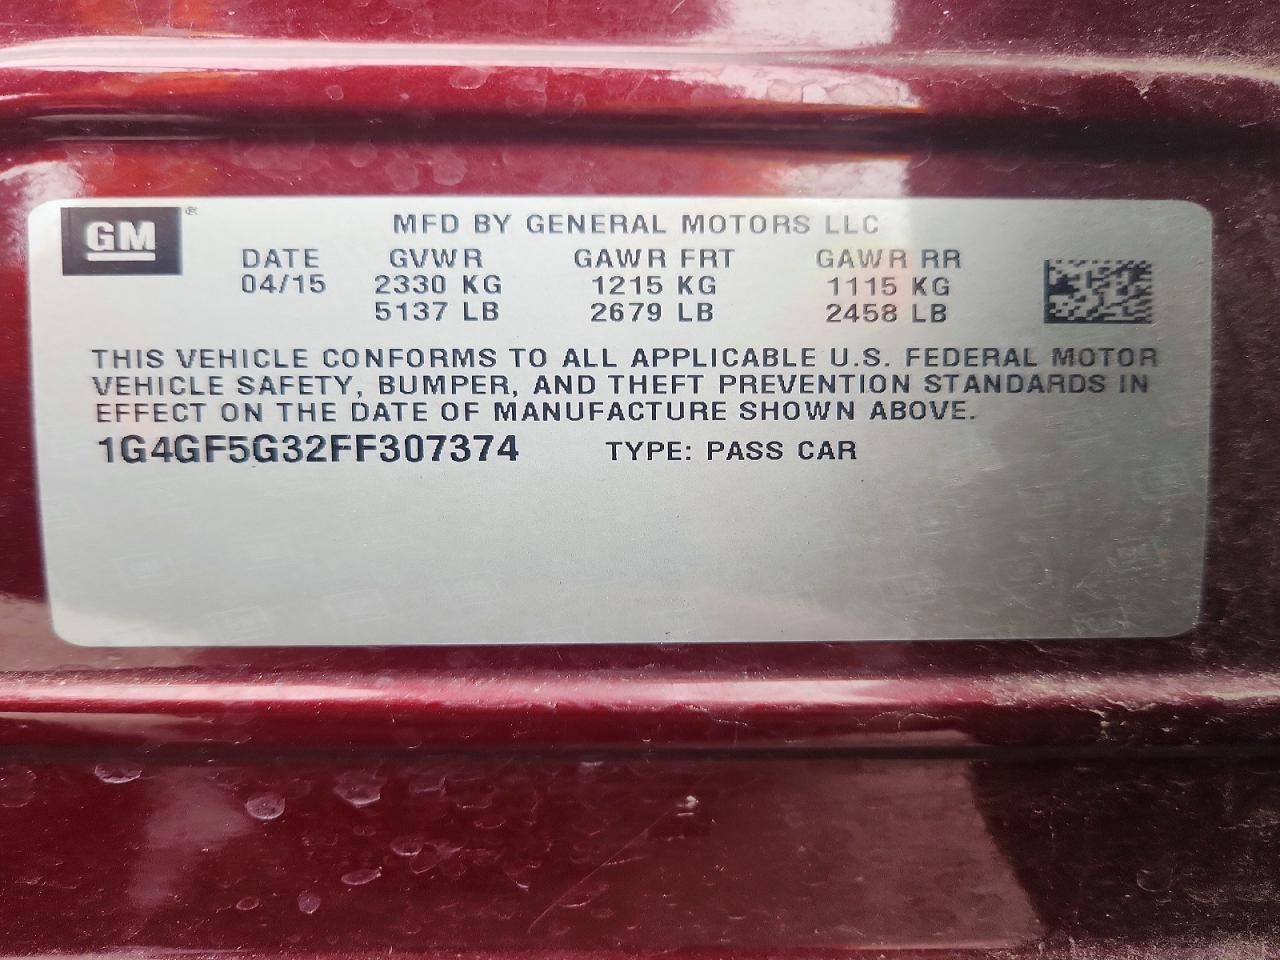 GM ®
MFD BY GENERAL MOTORS LLC
DATE GVWR GAWR FRT GAWR RR
04/15 2330 KG 1215 KG 1115 KG
5137 LB 2679 LB 2458 LB
THIS VEHICLE CONFORMS TO ALL APPLICABLE U.S. FEDERAL MOTOR
VEHICLE SAFETY, BUMPER, AND THEFT PREVENTION STANDARDS IN
EFFECT ON THE DATE OF MANUFACTURE SHOWN ABOVE.
1G4GF5G32FF307374 TYPE: PASS CAR